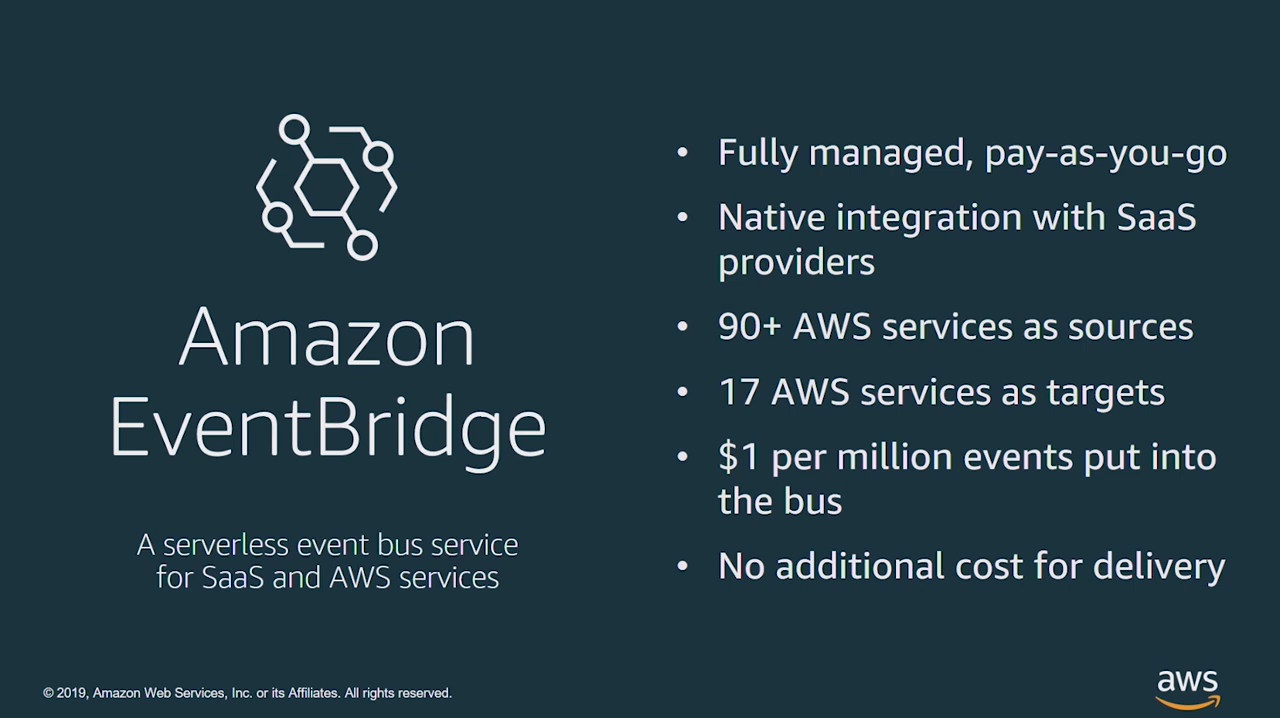 Amazon
EventBridge
A serverless event bus service
for SaaS and AWS services
• Fully managed, pay-as-you-go
• Native integration with SaaS
providers
• 90+ AWS services as sources
• 17 AWS services as targets
• $1 per million events put into
the bus
• No additional cost for delivery
© 2019, Amazon Web Services, Inc. or its Affiliates. All rights reserved.
aws